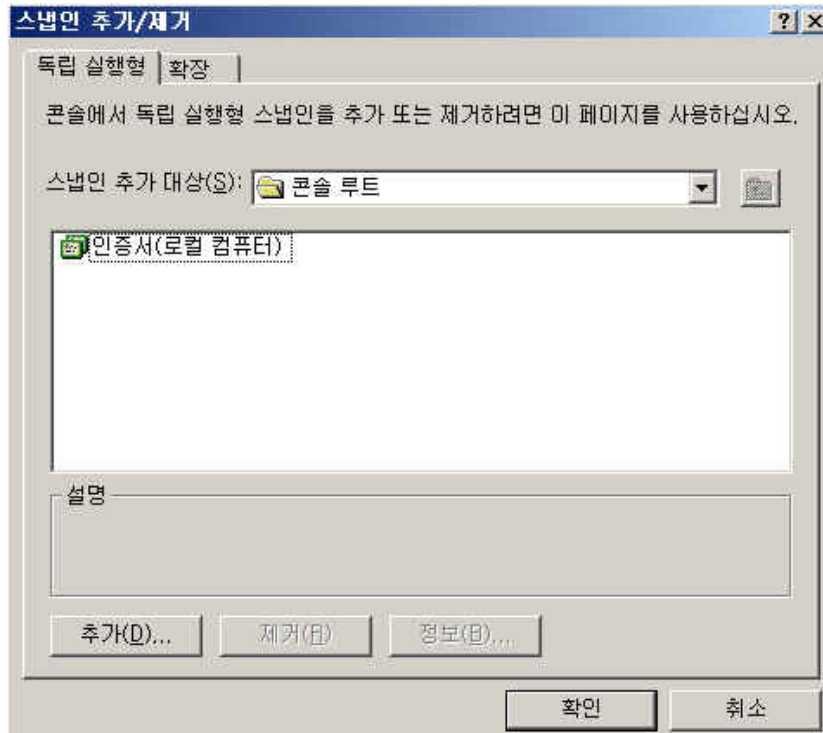 스냅인 추가/제거
독립 실행형 확장
콘솔에서 독립 실행형 스냅인을 추가 또는 제거하려면 이 페이지를 사용하십시오.
스냅인 추가 대상(S): 콘솔 루트
인증서(로컬 컴퓨터)
설명
추가(D)... 제거(R) 정보(B)...
확인 취소